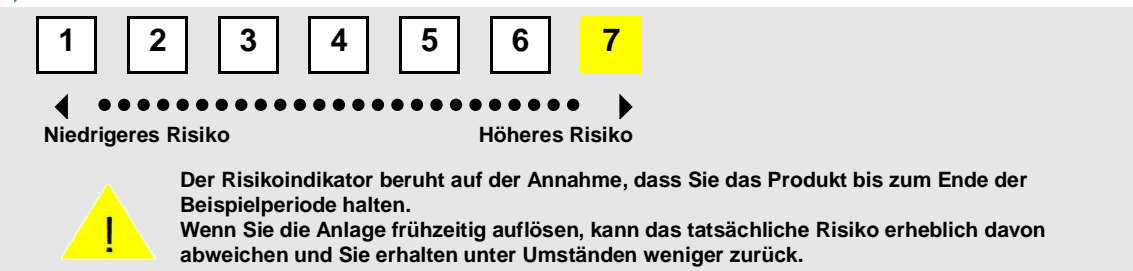 1 2 3 4 5 6 7
Niedrigeres Risiko Höheres Risiko
Der Risikoindikator beruht auf der Annahme, dass Sie das Produkt bis zum Ende der
Beispielperiode halten.
! Wenn Sie die Anlage frühzeitig auflösen, kann das tatsächliche Risiko erheblich davon
abweichen und Sie erhalten unter Umständen weniger zurück.